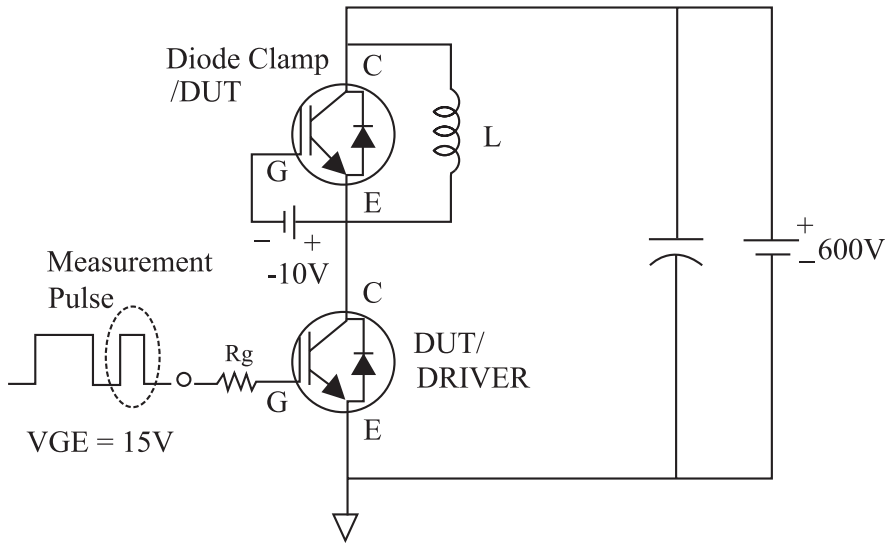 Diode Clamp
/DUT
C
G
E
L
− +
-10V
+
− 600V
Measurement
Pulse
Rg
C
G
E
DUT/
DRIVER
VGE = 15V